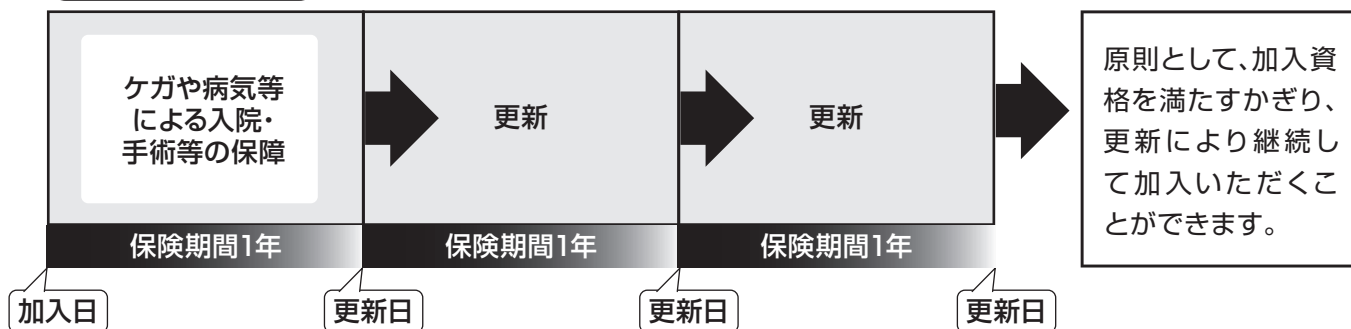 ケガや病気等
による入院・
手術等の保障
更新
更新
原則として、加入資
格を満たすかぎり、
更新により継続し
て加入いただくこ
とができます。
保険期間1年
保険期間1年
保険期間1年
加入日
更新日
更新日
更新日